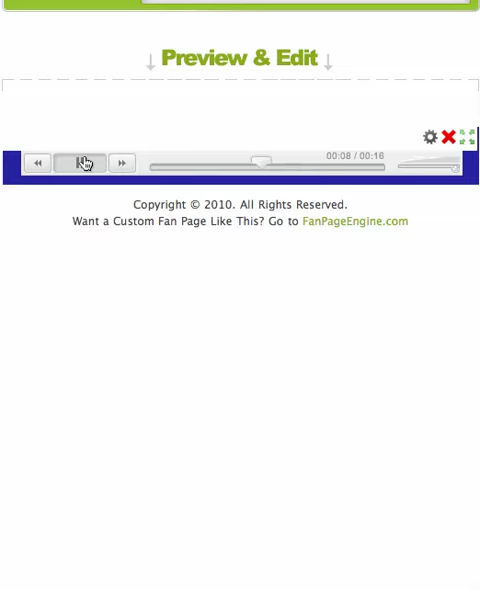 Preview & Edit
00:08 / 00:16
Copyright © 2010. All Rights Reserved.
Want a Custom Fan Page Like This? Go to FanPageEngine.com